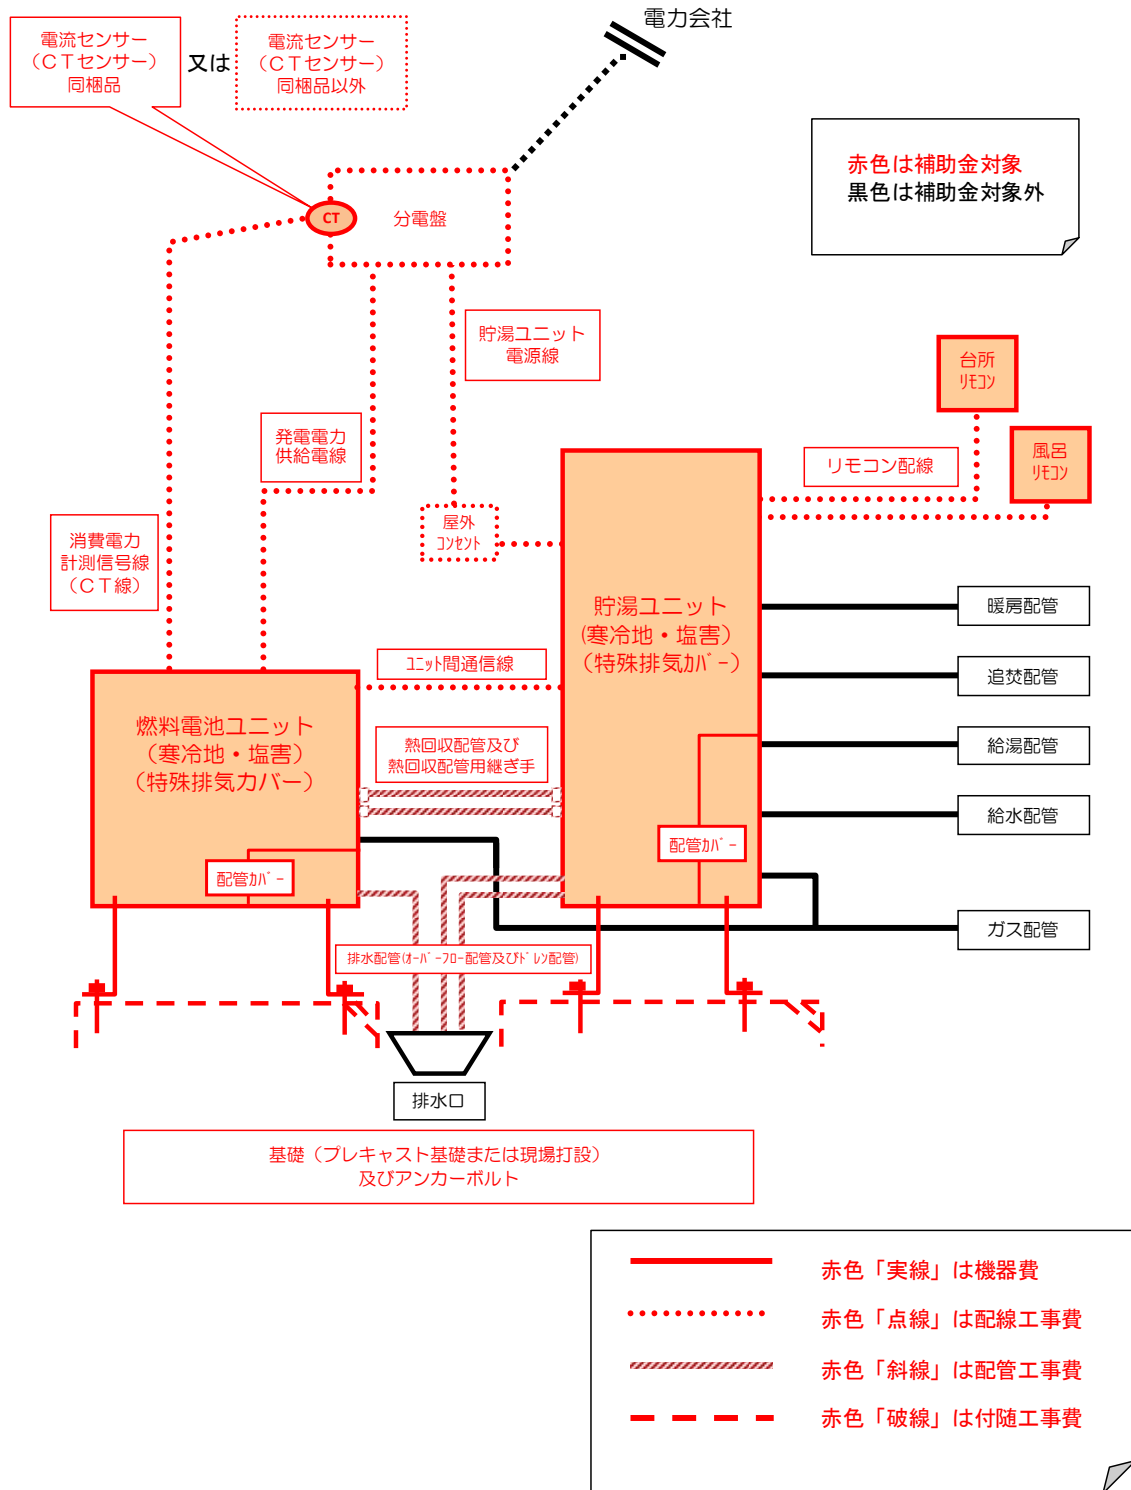 電力会社
電流センサー
（ＣＴセンサー）
同梱品
又は
電流センサー
（ＣＴセンサー）
同梱品以外
赤色は補助金対象
黒色は補助金対象外
CT
分電盤
貯湯ユニット
電源線
台所
ﾘﾓｺﾝ
風呂
ﾘﾓｺﾝ
リモコン配線
発電電力
供給電線
屋外
ｺﾝｾﾝﾄ
消費電力
計測信号線
（ＣＴ線）
貯湯ユニット
(寒冷地・塩害）
（特殊排気ｶﾊﾞｰ）
暖房配管
ﾕﾆｯﾄ間通信線
追焚配管
燃料電池ユニット
（寒冷地・塩害）
（特殊排気カバー）
熱回収配管及び
熱回収配管用継ぎ手
給湯配管
給水配管
配管ｶﾊﾞｰ
配管ｶﾊﾞｰ
ガス配管
排水配管(ｵｰﾊﾞｰﾌﾛｰ配管及びﾄﾞﾚﾝ配管)
排水口
基礎（プレキャスト基礎または現場打設）
及びアンカーボルト
赤色「実線」は機器費
赤色「点線」は配線工事費
赤色「斜線」は配管工事費
赤色「破線」は付随工事費